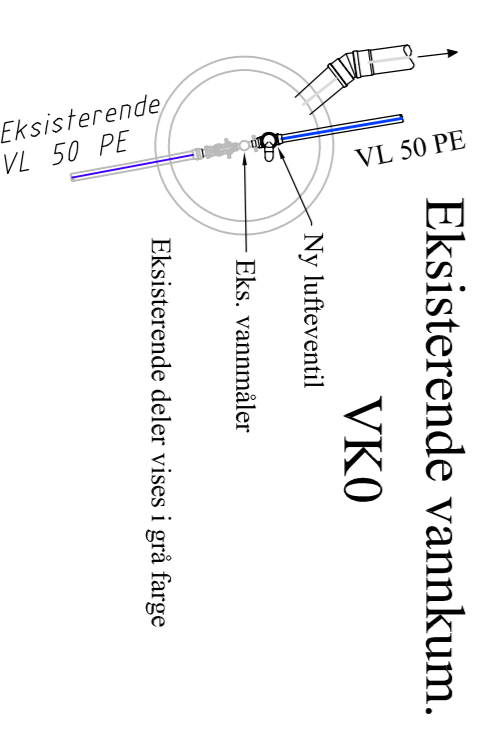 Eksisterende vannkum.
VK0
VL 50 PE
Ny lufteventil
Eks. vannmåler
Eksisterende deler vises i grå farge
Eksisterende
VL 50 PE